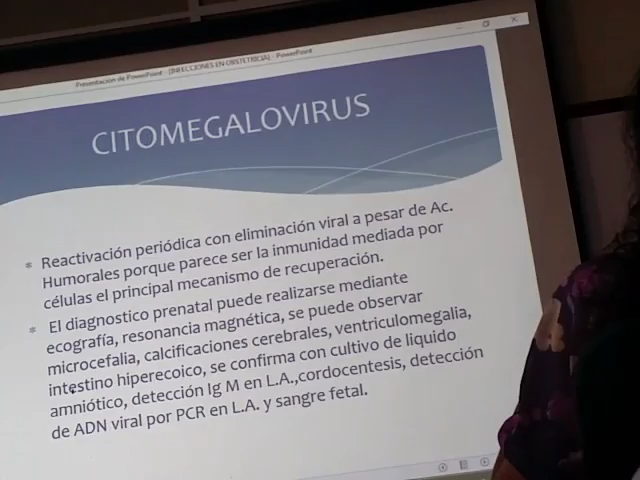 Presentación de PowerPoint - [INFECCIONES EN OBSTETRICIA] - PowerPoint
CITOMEGALOVIRUS
* Reactivación periódica con eliminación viral a pesar de Ac.
Humorales porque parece ser la inmunidad mediada por
células el principal mecanismo de recuperación.
* El diagnostico prenatal puede realizarse mediante
ecografía, resonancia magnética, se puede observar
microcefalia, calcificaciones cerebrales, ventriculomegalia,
intestino hiperecoico, se confirma con cultivo de liquido
amniótico, detección Ig M en L.A.,cordocentesis, detección
de ADN viral por PCR en L.A. y sangre fetal.